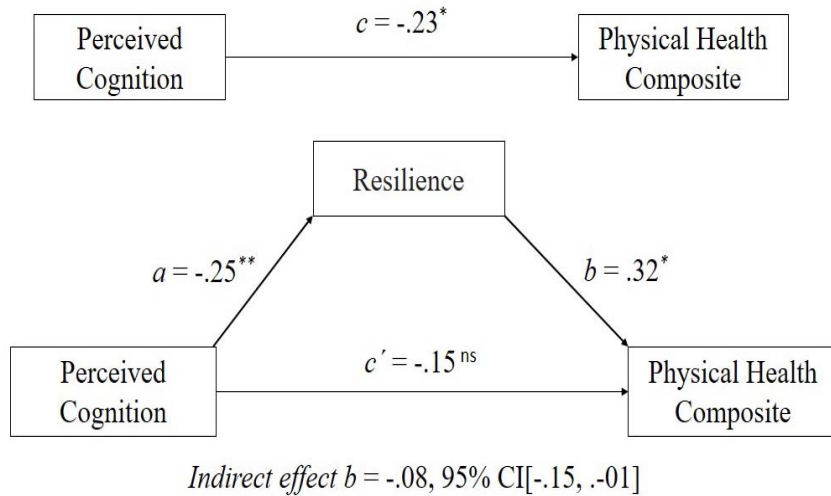 c = -.23*
Perceived
Cognition
Physical Health
Composite
Resilience
a = -.25**
b = .32*
Perceived
Cognition
c´ = -.15 ns
Physical Health
Composite
Indirect effect b = -.08, 95% CI[-.15, .-01]